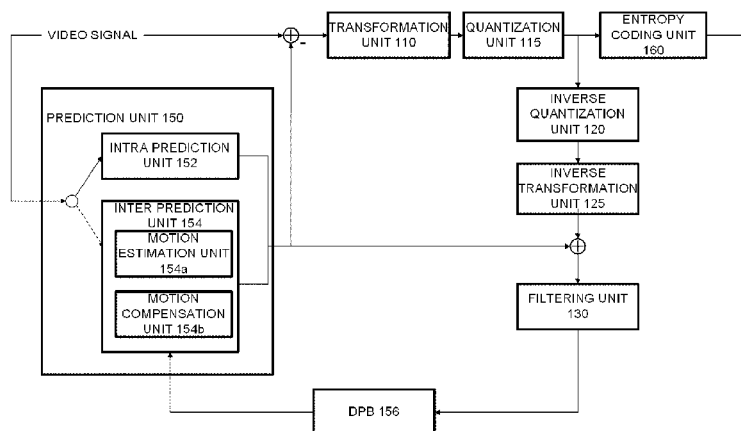 VIDEO SIGNAL
-
TRANSFORMATION
UNIT 110
QUANTIZATION
UNIT 115
ENTROPY
CODING UNIT
160
PREDICTION UNIT 150
INTRA PREDICTION
UNIT 152
INTER PREDICTION
UNIT 154
MOTION
ESTIMATION UNIT
154a
MOTION
COMPENSATION
UNIT 154b
INVERSE
QUANTIZATION
UNIT 120
INVERSE
TRANSFORMATION
UNIT 125
FILTERING UNIT
130
DPB 156